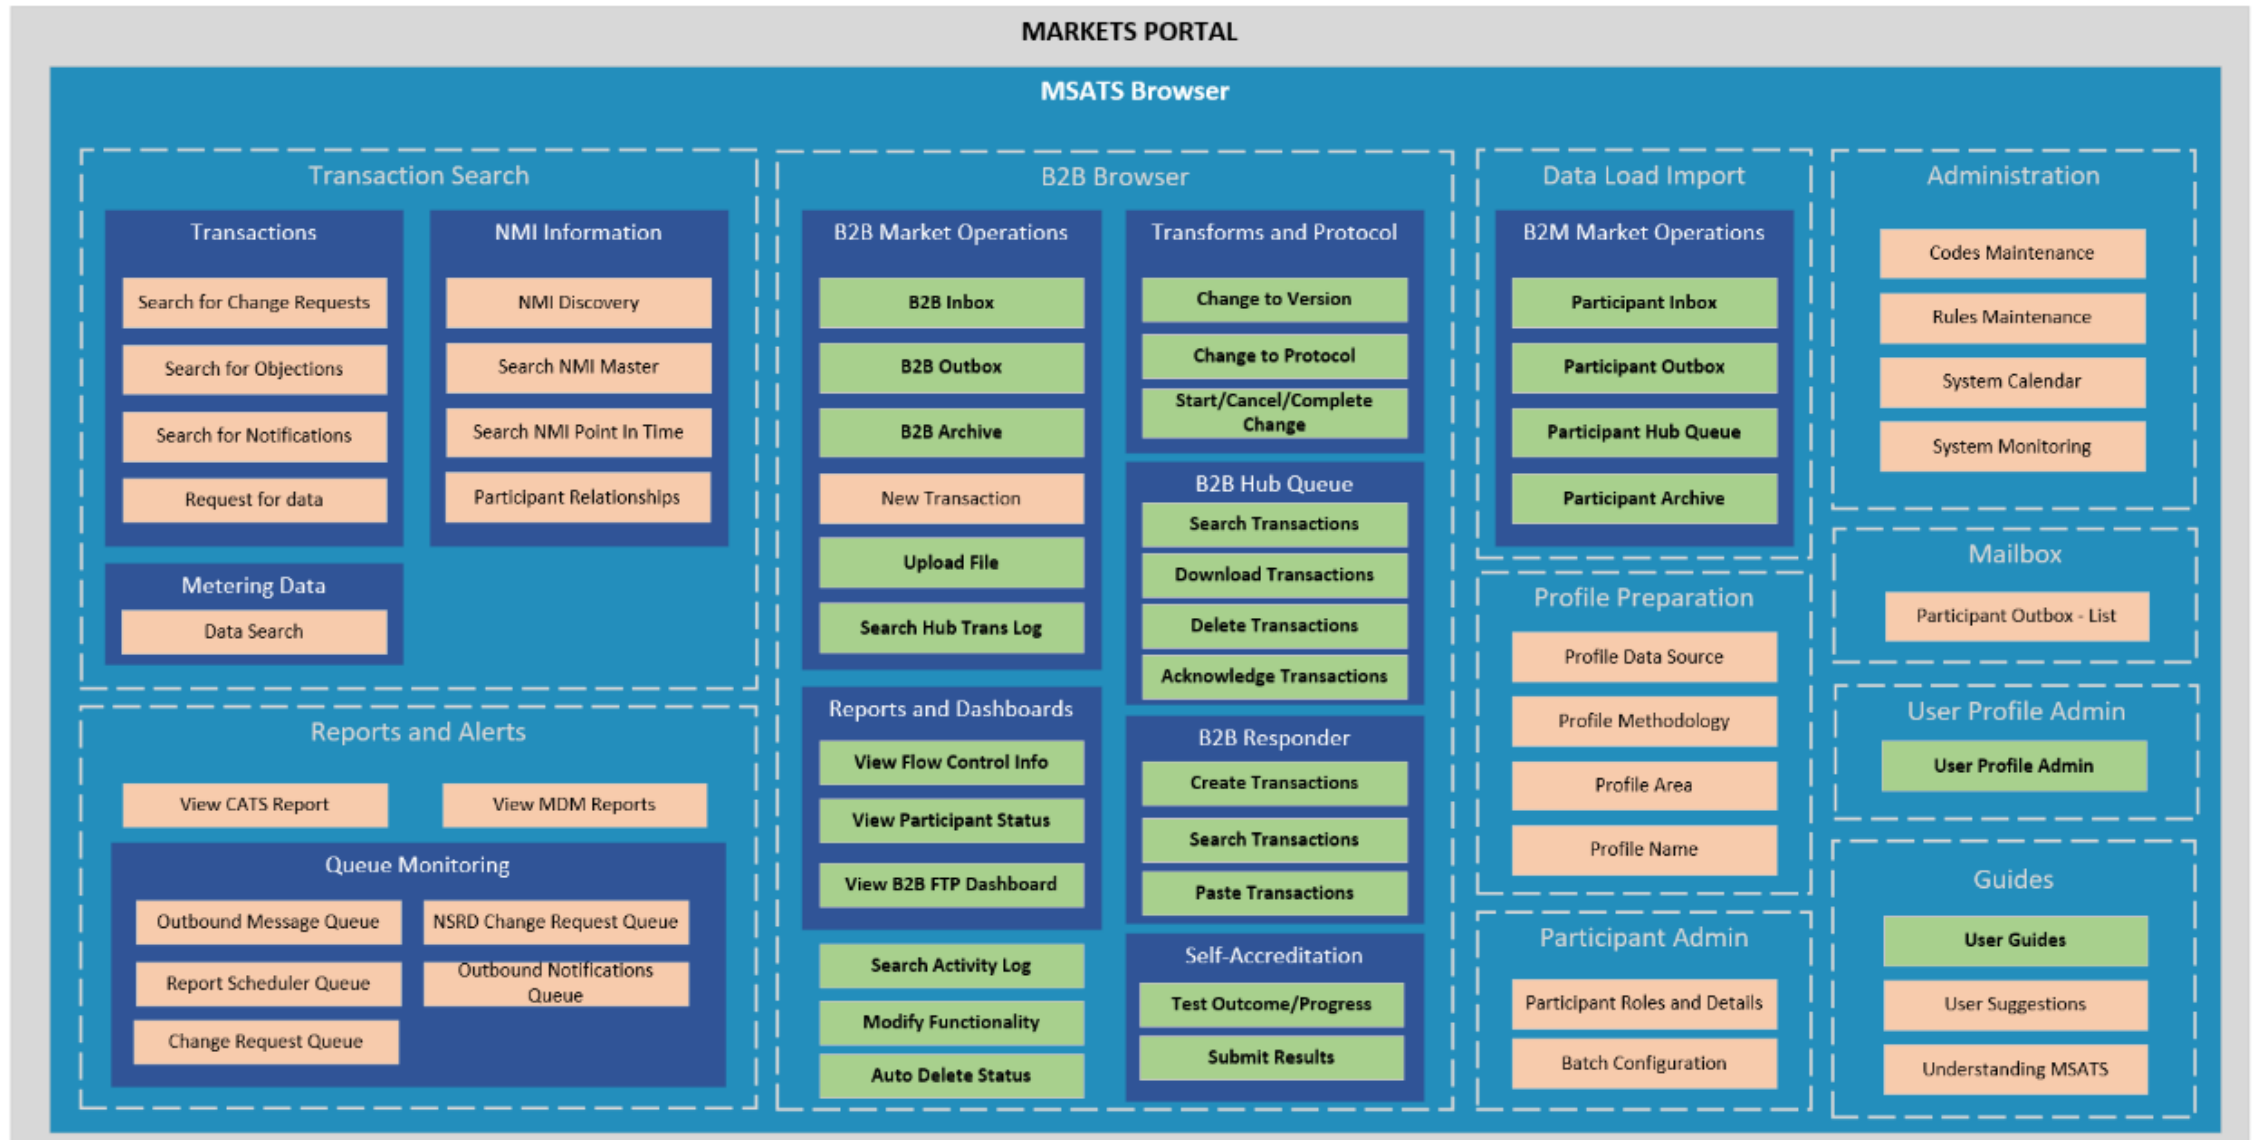 MARKETS PORTAL
MSATS Browser
Transaction Search
Transactions
Search for Change Requests
Search for Objections
Search for Notifications
Request for data
NMI Information
NMI Discovery
Search NMI Master
Search NMI Point In Time
Participant Relationships
Metering Data
Data Search
Reports and Alerts
View CATS Report
View MDM Reports
Queue Monitoring
Outbound Message Queue
NSRD Change Request Queue
Report Scheduler Queue
Outbound Notifications
Queue
Change Request Queue
B2B Browser
B2B Market Operations
B2B Inbox
B2B Outbox
B2B Archive
New Transaction
Upload File
Search Hub Trans Log
Reports and Dashboards
View Flow Control Info
View Participant Status
View B2B FTP Dashboard
Search Activity Log
Modify Functionality
Auto Delete Status
Transforms and Protocol
Change to Version
Change to Protocol
Start/Cancel/Complete
Change
B2B Hub Queue
Search Transactions
Download Transactions
Delete Transactions
Acknowledge Transactions
B2B Responder
Create Transactions
Search Transactions
Paste Transactions
Self-Accreditation
Test Outcome/Progress
Submit Results
Data Load Import
B2M Market Operations
Participant Inbox
Participant Outbox
Participant Hub Queue
Participant Archive
Profile Preparation
Profile Data Source
Profile Methodology
Profile Area
Profile Name
Participant Admin
Participant Roles and Details
Batch Configuration
Administration
Codes Maintenance
Rules Maintenance
System Calendar
System Monitoring
Mailbox
Participant Outbox - List
User Profile Admin
User Profile Admin
Guides
User Guides
User Suggestions
Understanding MSATS